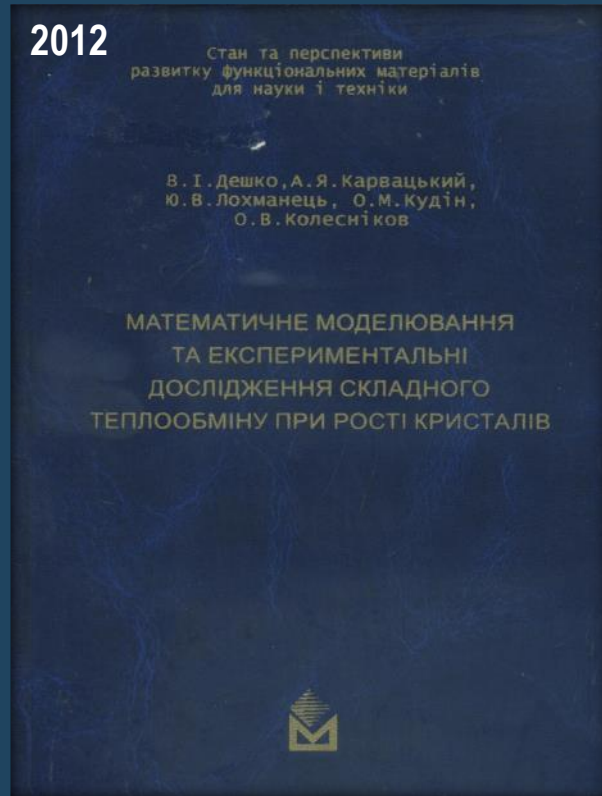 2012
Стан та перспективи
развитку функціональних матеріалів
для науки і техніки
В.І.Дешко,А.Я.Карвацький,
Ю.В.Лохманець, О.М.Кудін,
О.В.Колесніков
МАТЕМАТИЧНЕ МОДЕЛЮВАННЯ
ТА ЕКСПЕРИМЕНТАЛЬНІ
ДОСЛІДЖЕННЯ СКЛАДНОГО
ТЕПЛООБМІНУ ПРИ РОСТІ КРИСТАЛІВ